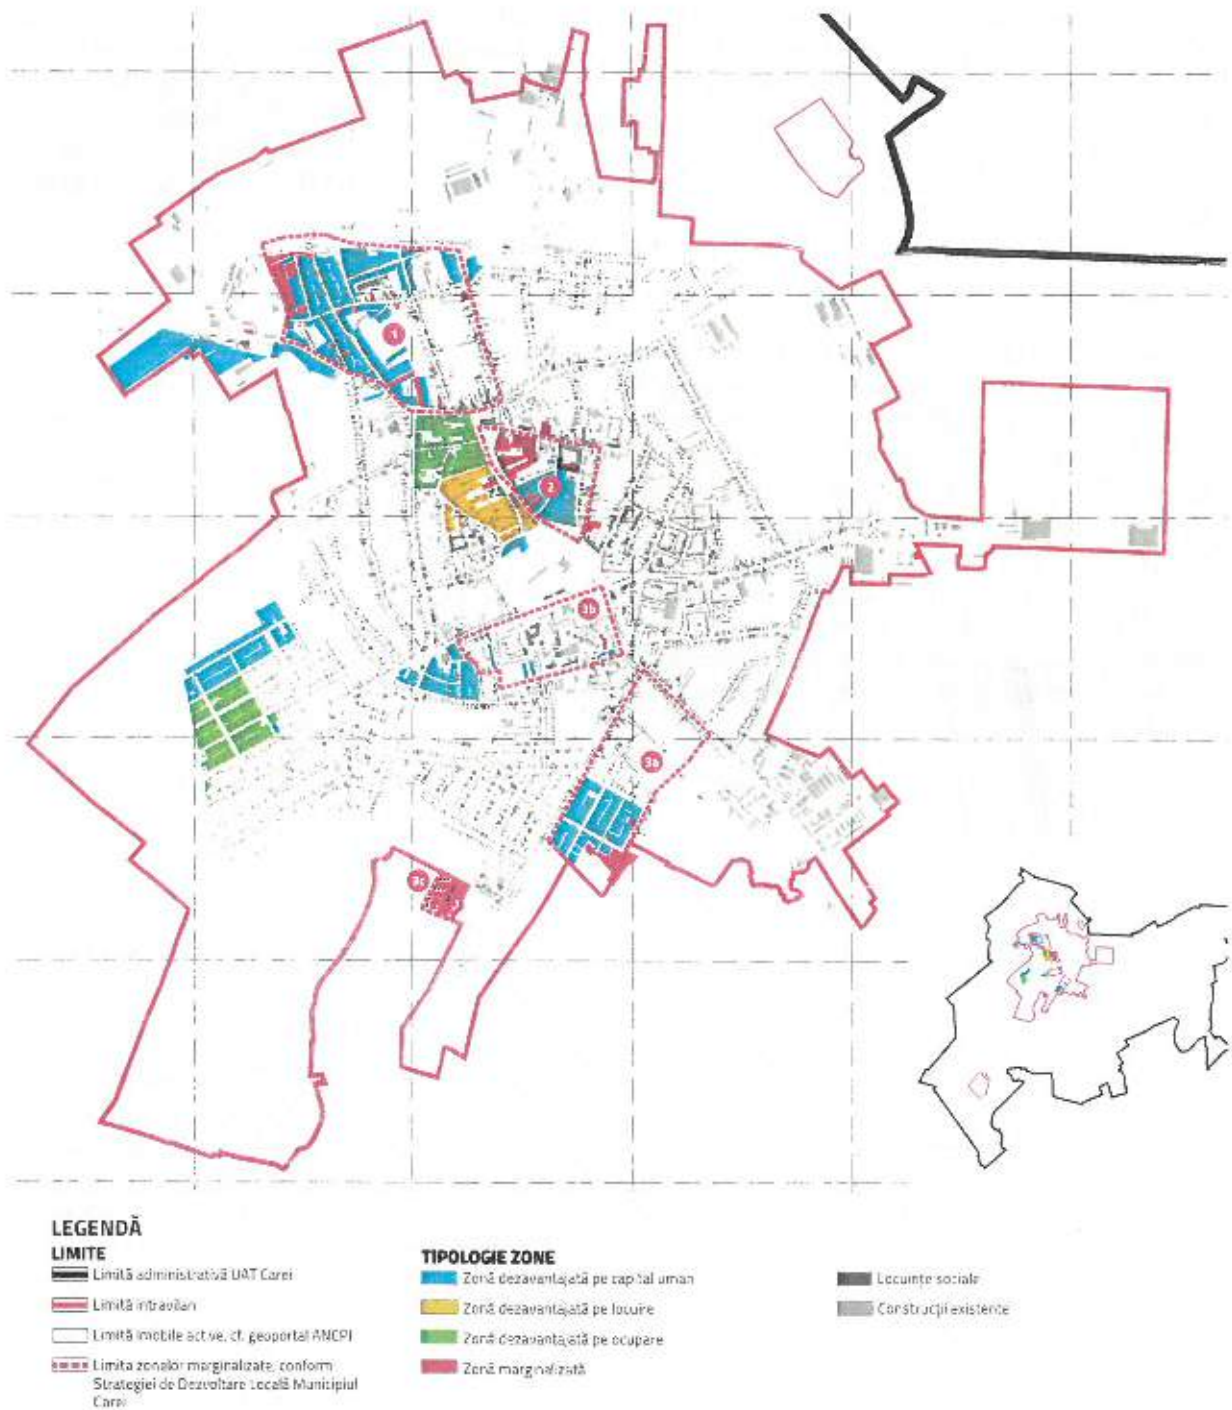 1
2
3b
3a
3c
LEGENDĂ
LIMITE
Limită administrativă UAT Carei
Limită intravilan
Limită imobile active, cf. geoportal ANCPI
Limita zonelor marginalizate, conform
Strategiei de Dezvoltare Locală Municipiul
Carei
TIPOLOGIE ZONE
Zonă dezavantajată pe capital uman
Zonă dezavantajată pe locuire
Zonă dezavantajată pe ocupare
Zonă marginalizată
Locuințe sociale
Construcții existente